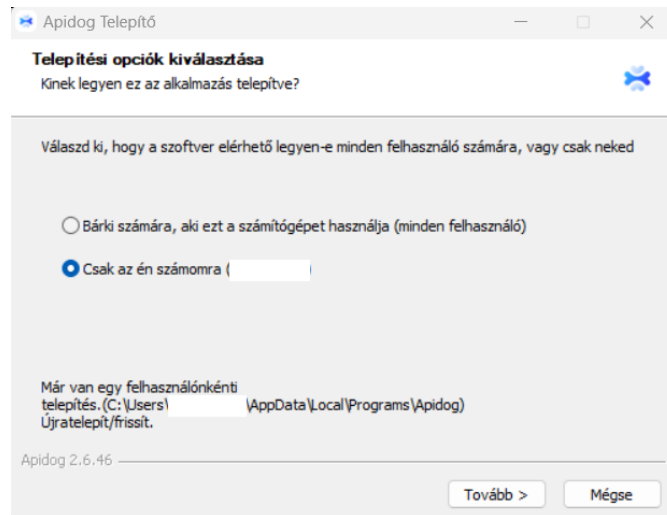 Apidog Telepítő
Telepítési opciók kiválasztása
Kinek legyen ez az alkalmazás telepítve?
Válaszd ki, hogy a szoftver elérhető legyen-e minden felhasználó számára, vagy csak neked
Bárki számára, aki ezt a számítógépet használja (minden felhasználó)
Csak az én számomra (
Már van egy felhasználónkénti
telepítés.(C:\Users\ \AppData\Local\Programs\Apidog)
Újratelepít/frissít.
Apidog 2.6.46
Tovább >
Mégse